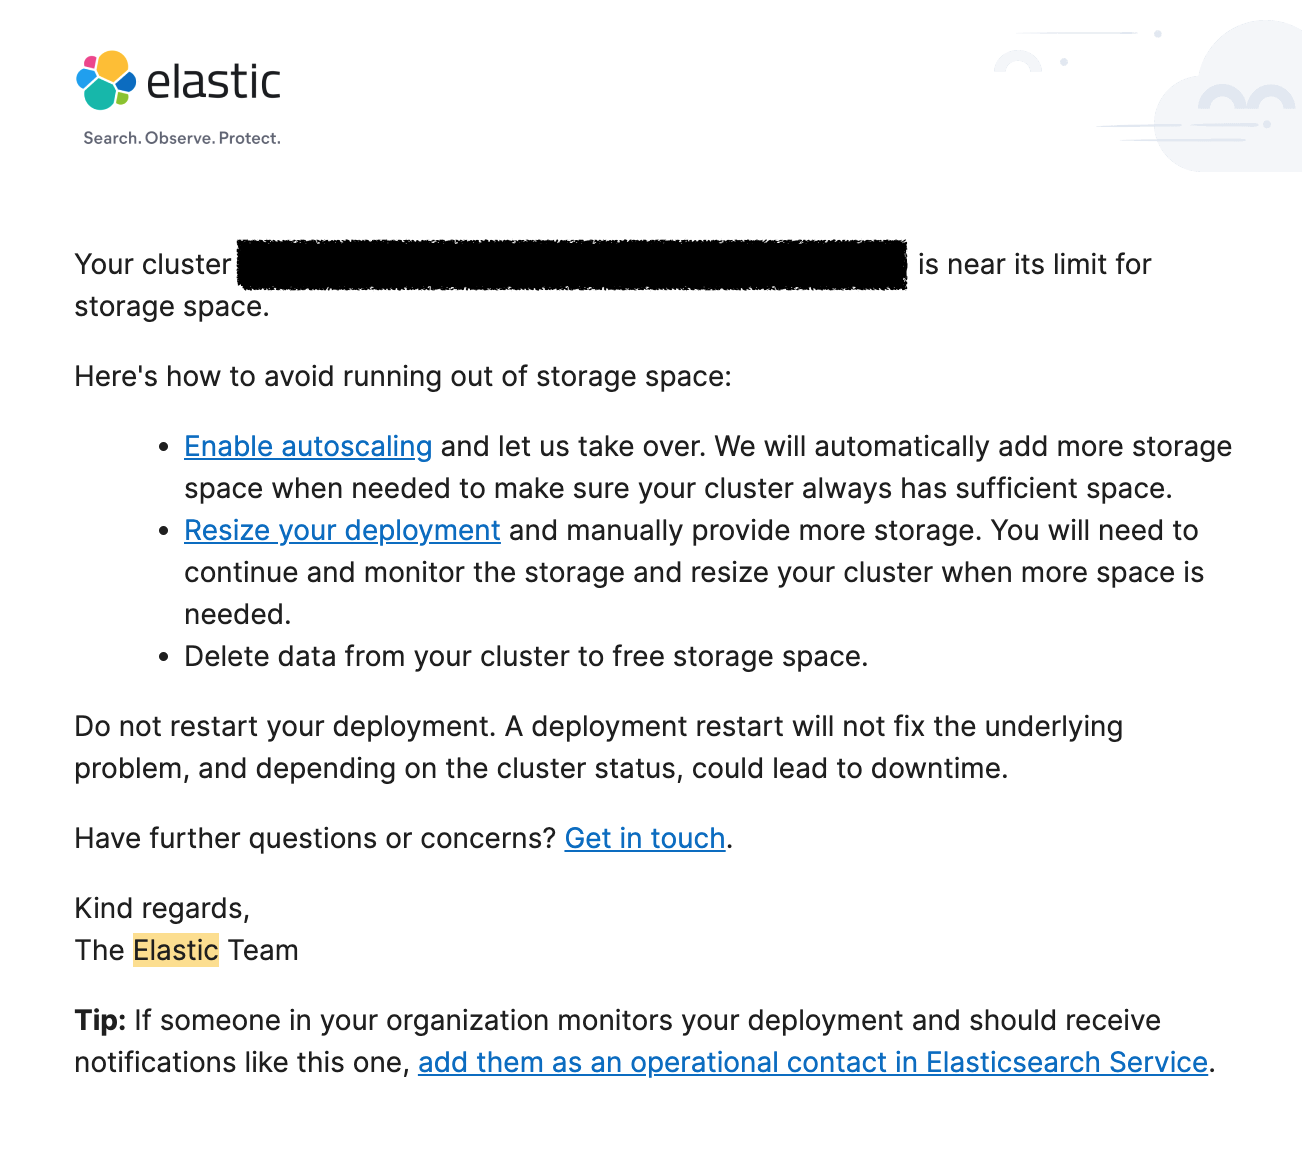 elastic
Search. Observe. Protect.
Your cluster is near its limit for
storage space.
Here's how to avoid running out of storage space:
• Enable autoscaling and let us take over. We will automatically add more storage
space when needed to make sure your cluster always has sufficient space.
• Resize your deployment and manually provide more storage. You will need to
continue and monitor the storage and resize your cluster when more space is
needed.
• Delete data from your cluster to free storage space.
Do not restart your deployment. A deployment restart will not fix the underlying
problem, and depending on the cluster status, could lead to downtime.
Have further questions or concerns? Get in touch.
Kind regards,
The Elastic Team
Tip: If someone in your organization monitors your deployment and should receive
notifications like this one, add them as an operational contact in Elasticsearch Service.